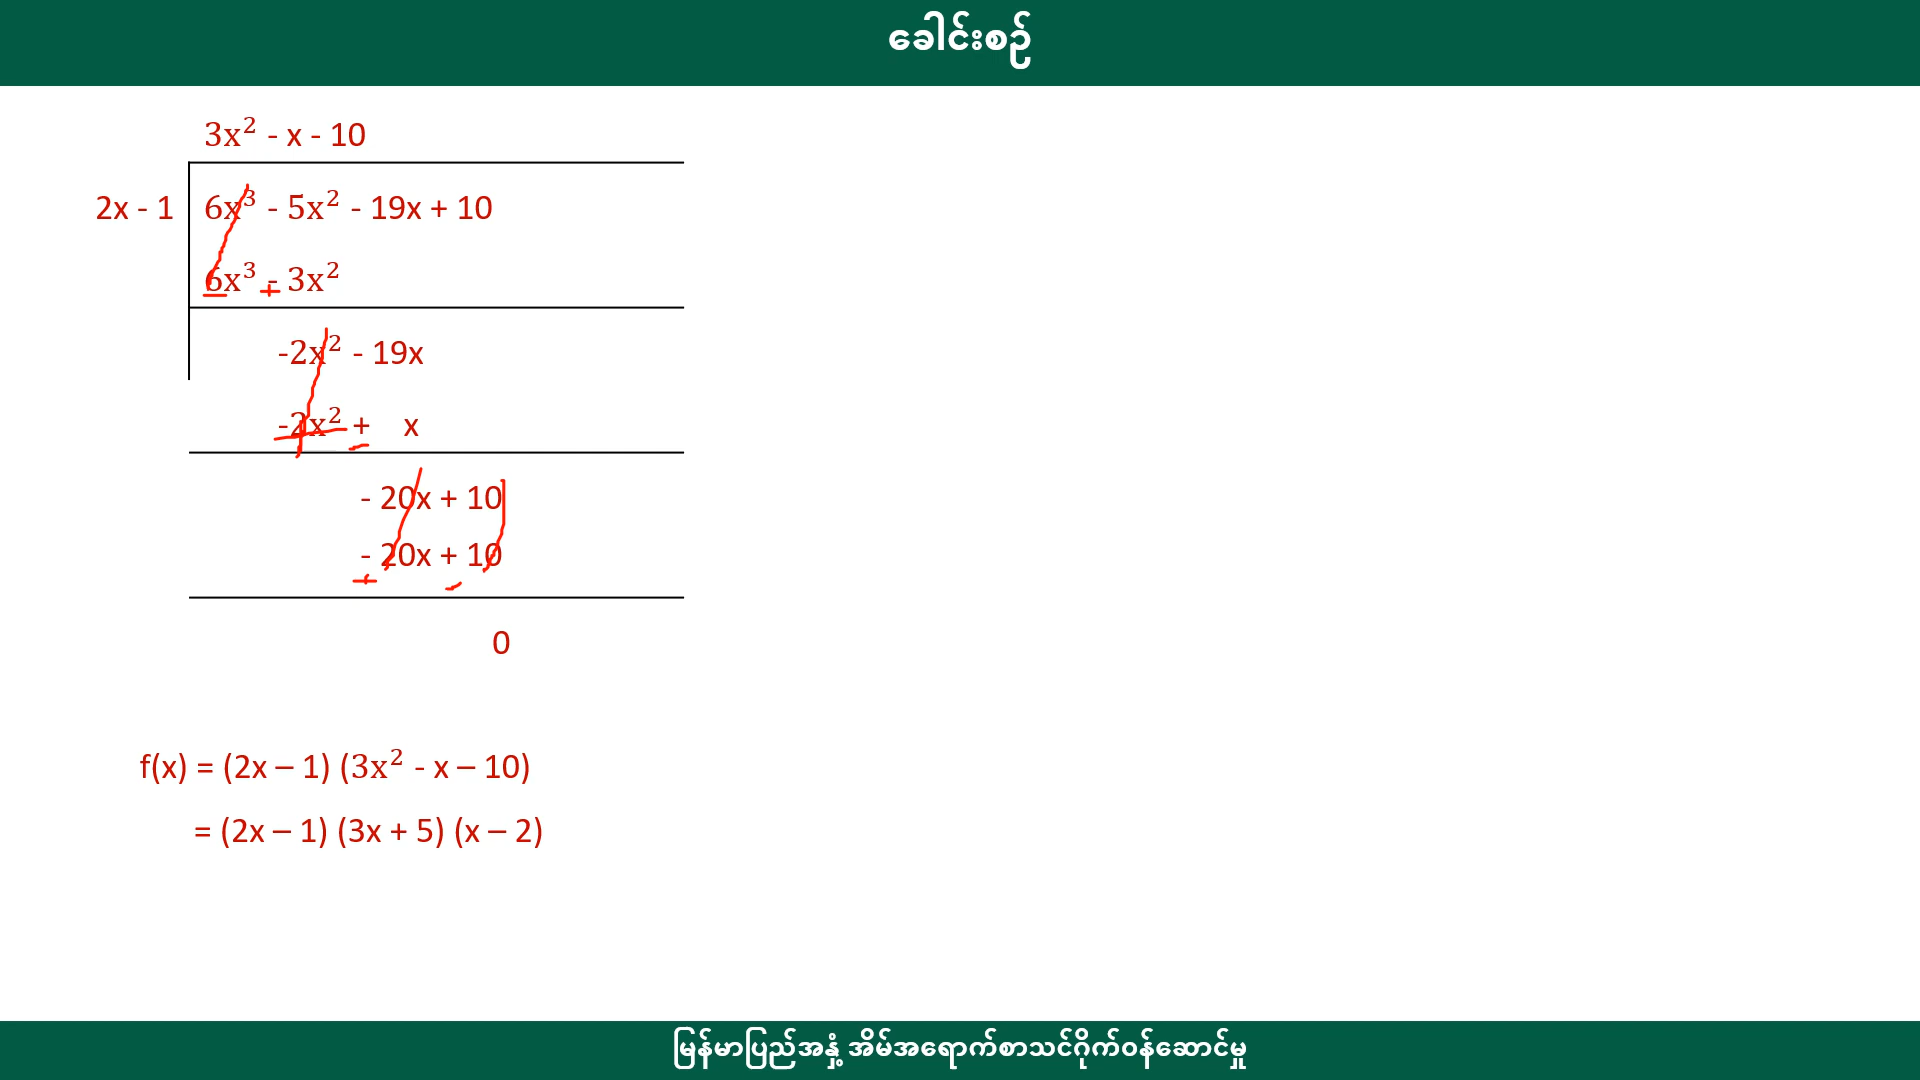 ခေါင်းစဉ်
3x² - x - 10
2x - 1 6x³ - 5x² - 19x + 10
6x³ - 3x²
- +
-2x² - 19x
-2x² + x
+ -
- 20x + 10
- 20x + 10
+ -
0
f(x) = (2x – 1) (3x² - x – 10)
= (2x – 1) (3x + 5) (x – 2)
မြန်မာပြည်အနှံ့ အိမ်အရောက်စာသင်ဂိုက်ဝန်ဆောင်မှု